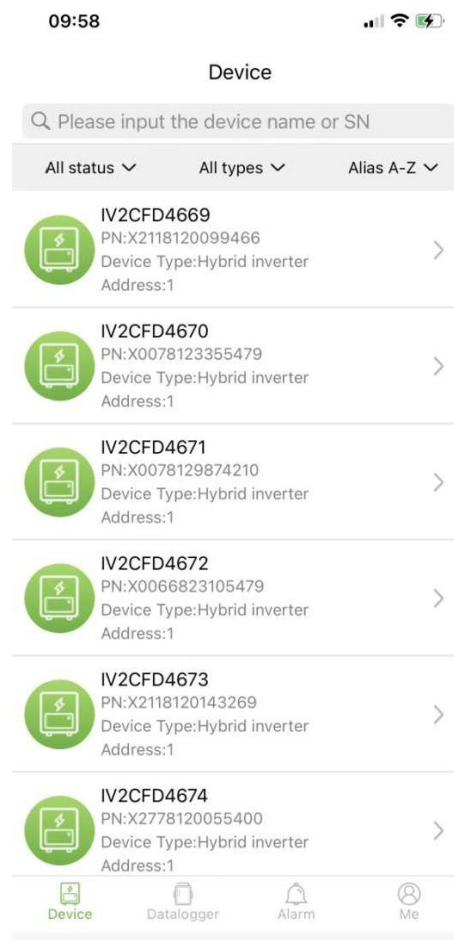 09:58
Device
Please input the device name or SN
All status All types Alias A-Z
IV2CFD4669
PN:X2118120099466
Device Type:Hybrid inverter
Address:1
IV2CFD4670
PN:X0078123355479
Device Type:Hybrid inverter
Address:1
IV2CFD4671
PN:X0078129874210
Device Type:Hybrid inverter
Address:1
IV2CFD4672
PN:X0066823105479
Device Type:Hybrid inverter
Address:1
IV2CFD4673
PN:X2118120143269
Device Type:Hybrid inverter
Address:1
IV2CFD4674
PN:X2778120055400
Device Type:Hybrid inverter
Address:1
Device Datalogger Alarm Me